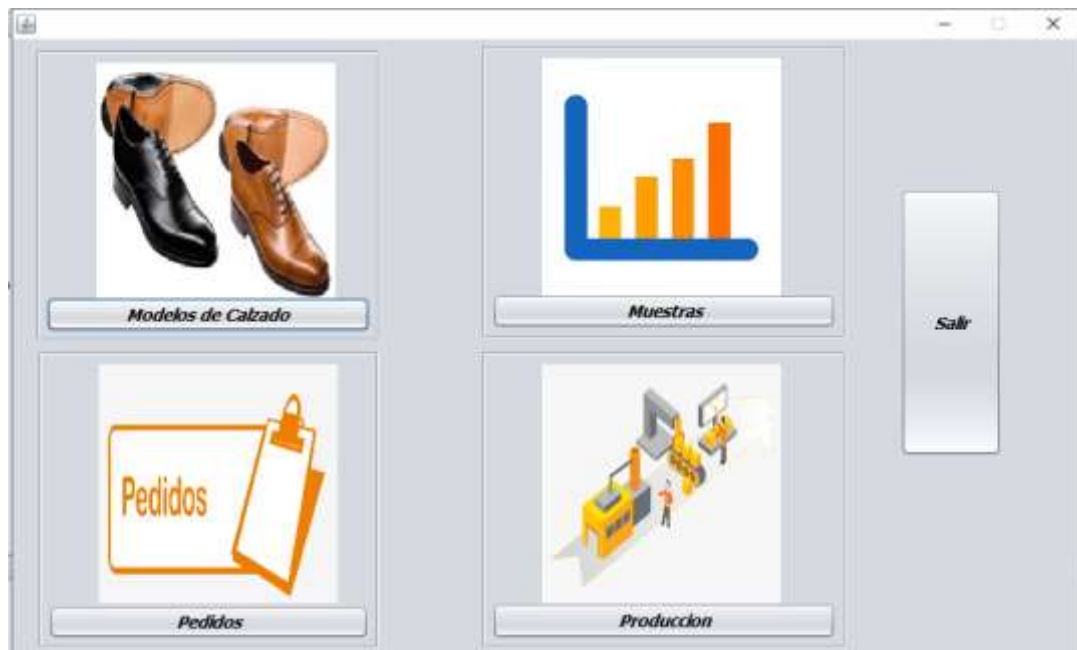 Modelos de Calzado
Muestras
Salir
Pedidos
Pedidos
Produccion